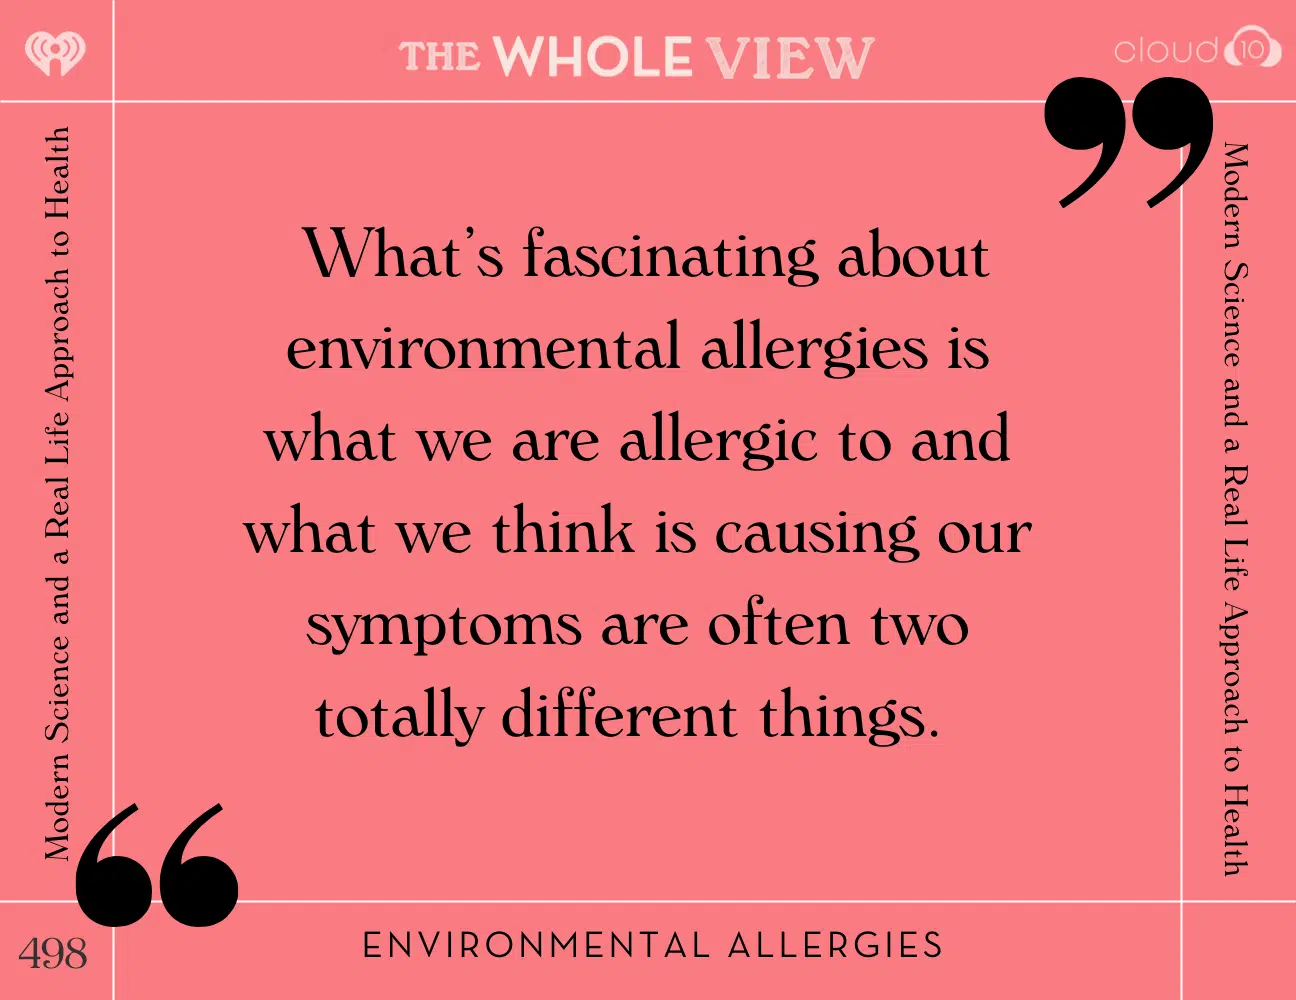 THE WHOLE VIEW
cloud 10
Modern Science and a Real Life Approach to Health
Modern Science and a Real Life Approach to Health
”
What’s fascinating about
environmental allergies is
what we are allergic to and
what we think is causing our
symptoms are often two
totally different things.
“
498
ENVIRONMENTAL ALLERGIES